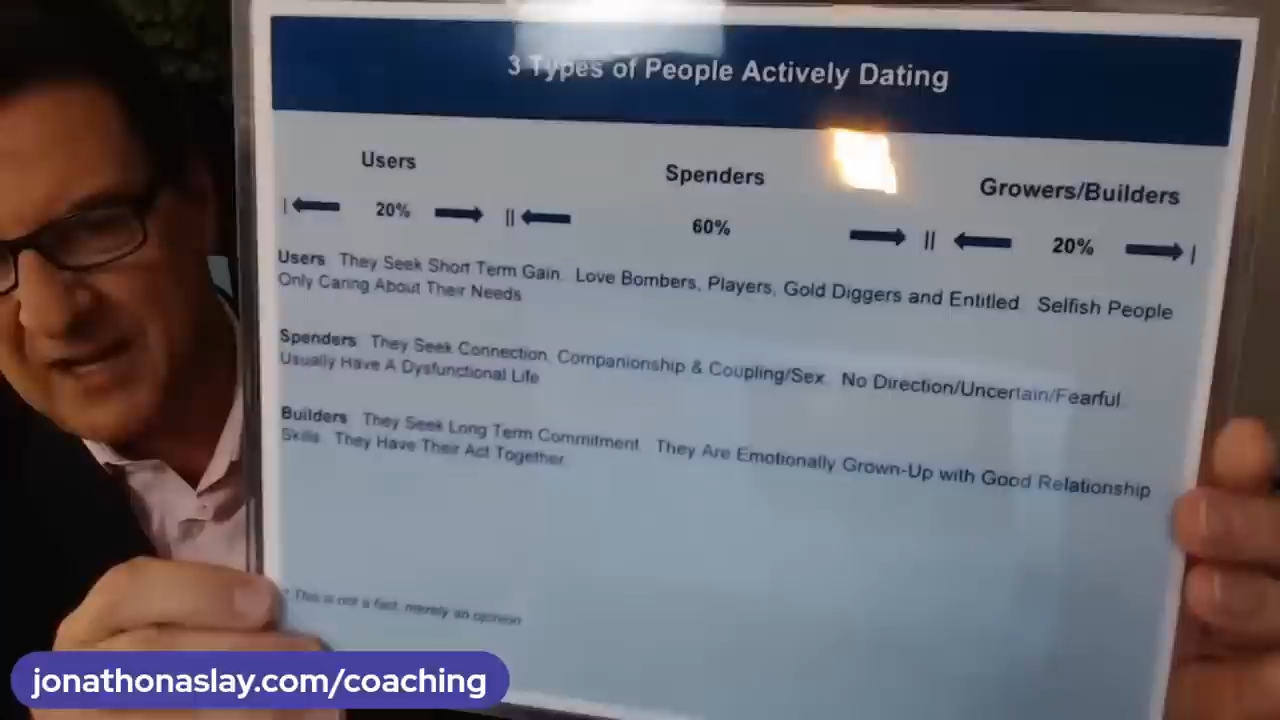 3 Types of People Actively Dating
Users Spenders Growers/Builders
20% 60% 20%
Users They Seek Short Term Gain. Love Bombers, Players, Gold Diggers and Entitled. Selfish People
Only Caring About Their Needs
Spenders They Seek Connection, Companionship & Coupling/Sex. No Direction/Uncertain/Fearful.
Usually Have A Dysfunctional Life
Builders They Seek Long Term Commitment. They Are Emotionally Grown-Up with Good Relationship
Skills. They Have Their Act Together.
* This is not a fact, merely an opinion
jonathonaslay.com/coaching